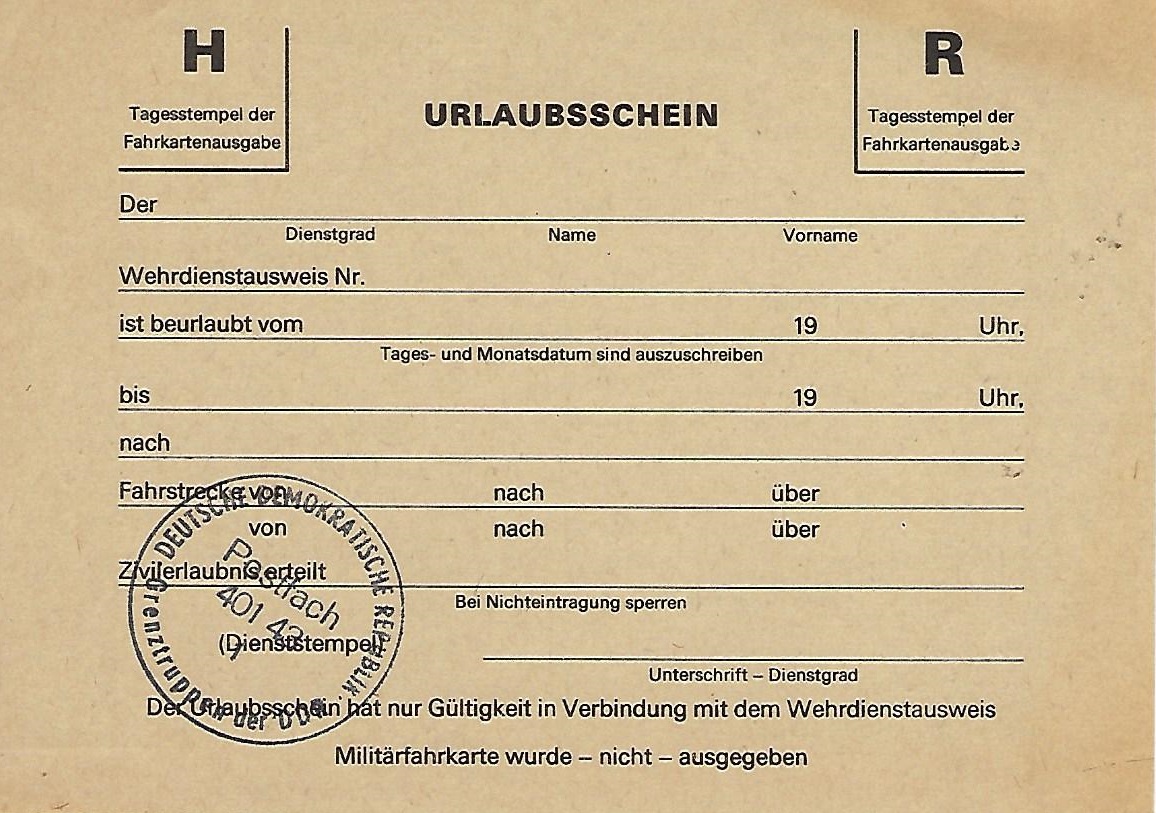 H
R
Tagesstempel der
Fahrkartenausgabe
URLAUBSSCHEIN
Tagesstempel der
Fahrkartenausgabe
Der
Dienstgrad Name Vorname
Wehrdienstausweis Nr.
ist beurlaubt vom 19 Uhr,
Tages- und Monatsdatum sind auszuschreiben
bis 19 Uhr,
nach
Fahrstrecke von nach über
von nach über
Zivilerlaubnis erteilt
Bei Nichteintragung sperren
(Dienststempel)
Unterschrift – Dienstgrad
Der Urlaubsschein hat nur Gültigkeit in Verbindung mit dem Wehrdienstausweis
Militärfahrkarte wurde – nicht – ausgegeben
DEUTSCHE DEMOKRATISCHE REPUBLIK
Postfach
401 43
1
Grenztruppen der DDR